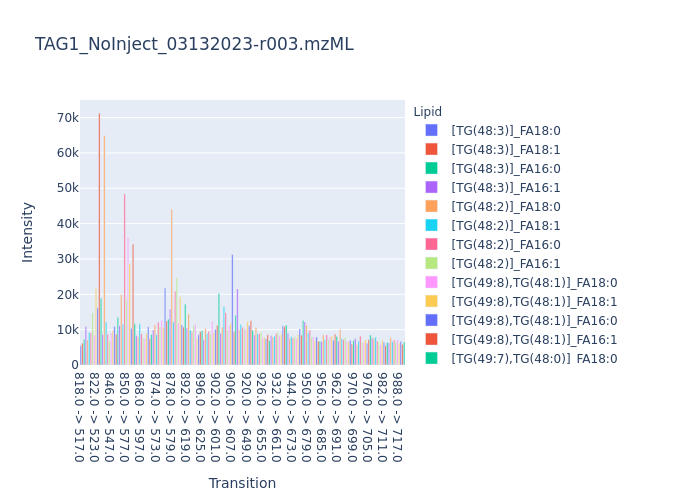 TAG1_NoInject_03132023-r003.mzML
Lipid
[TG(48:3)]_FA18:0
[TG(48:3)]_FA18:1
[TG(48:3)]_FA16:0
[TG(48:3)]_FA16:1
[TG(48:2)]_FA18:0
[TG(48:2)]_FA18:1
[TG(48:2)]_FA16:0
[TG(48:2)]_FA16:1
[TG(49:8),TG(48:1)]_FA18:0
[TG(49:8),TG(48:1)]_FA18:1
[TG(49:8),TG(48:1)]_FA16:0
[TG(49:8),TG(48:1)]_FA16:1
[TG(49:7),TG(48:0)]_FA18:0
Intensity
70k
60k
50k
40k
30k
20k
10k
0
818.0 -> 517.0
822.0 -> 523.0
846.0 -> 547.0
850.0 -> 577.0
868.0 -> 597.0
874.0 -> 573.0
878.0 -> 579.0
892.0 -> 619.0
896.0 -> 625.0
902.0 -> 601.0
906.0 -> 607.0
920.0 -> 649.0
926.0 -> 655.0
932.0 -> 661.0
944.0 -> 673.0
950.0 -> 679.0
956.0 -> 685.0
962.0 -> 691.0
970.0 -> 699.0
976.0 -> 705.0
982.0 -> 711.0
988.0 -> 717.0
Transition